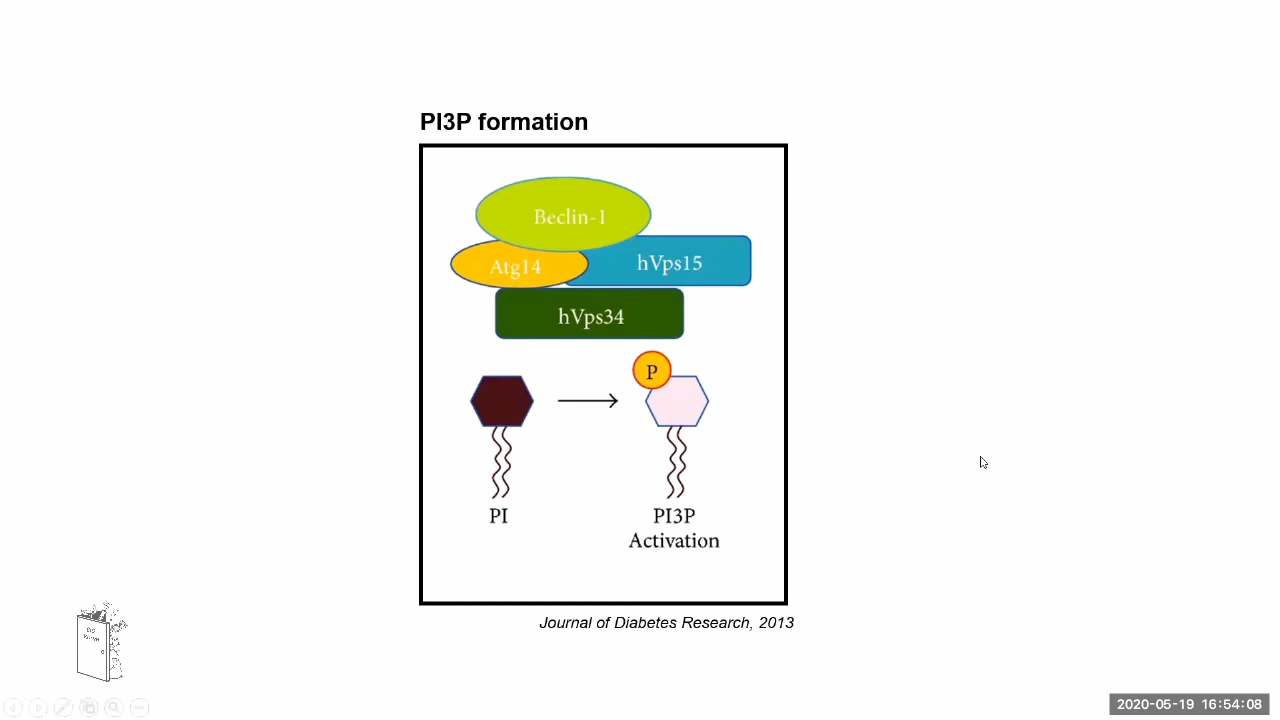 PI3P formation
Beclin-1
Atg14
hVps15
hVps34
P
PI
PI3P
Activation
Journal of Diabetes Research, 2013
2020-05-19 16:54:08